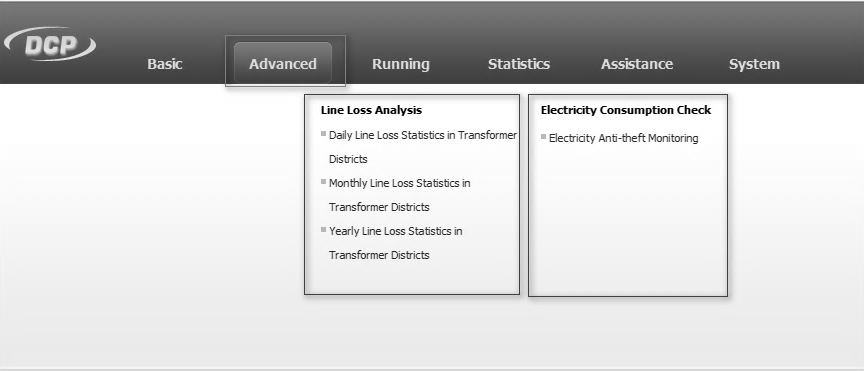 DCP
Basic
Advanced
Running
Statistics
Assistance
System
Line Loss Analysis
Daily Line Loss Statistics in Transformer
Districts
Monthly Line Loss Statistics in
Transformer Districts
Yearly Line Loss Statistics in
Transformer Districts
Electricity Consumption Check
Electricity Anti-theft Monitoring